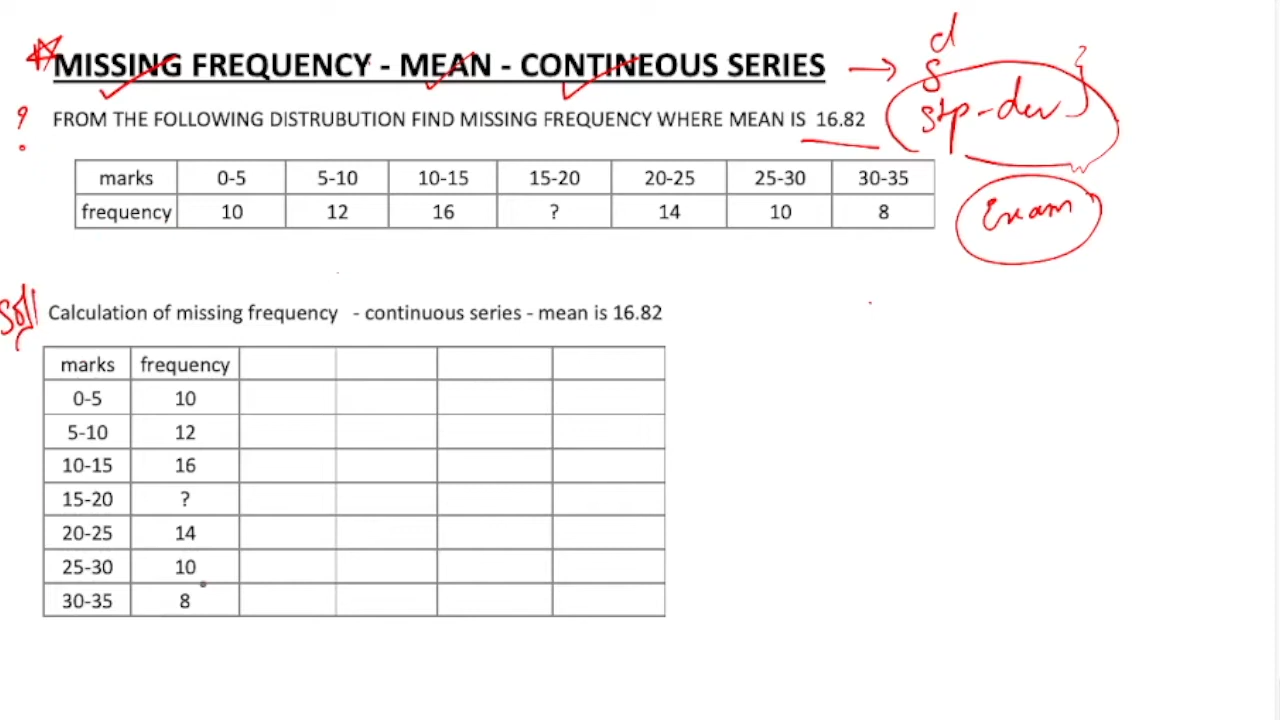 MISSING FREQUENCY - MEAN - CONTINEOUS SERIES
d
s
stp-dev
? FROM THE FOLLOWING DISTRUBUTION FIND MISSING FREQUENCY WHERE MEAN IS 16.82
marks 0-5 5-10 10-15 15-20 20-25 25-30 30-35
frequency 10 12 16 ? 14 10 8
Exam
Sol Calculation of missing frequency - continuous series - mean is 16.82
marks frequency
0-5 10
5-10 12
10-15 16
15-20 ?
20-25 14
25-30 10
30-35 8